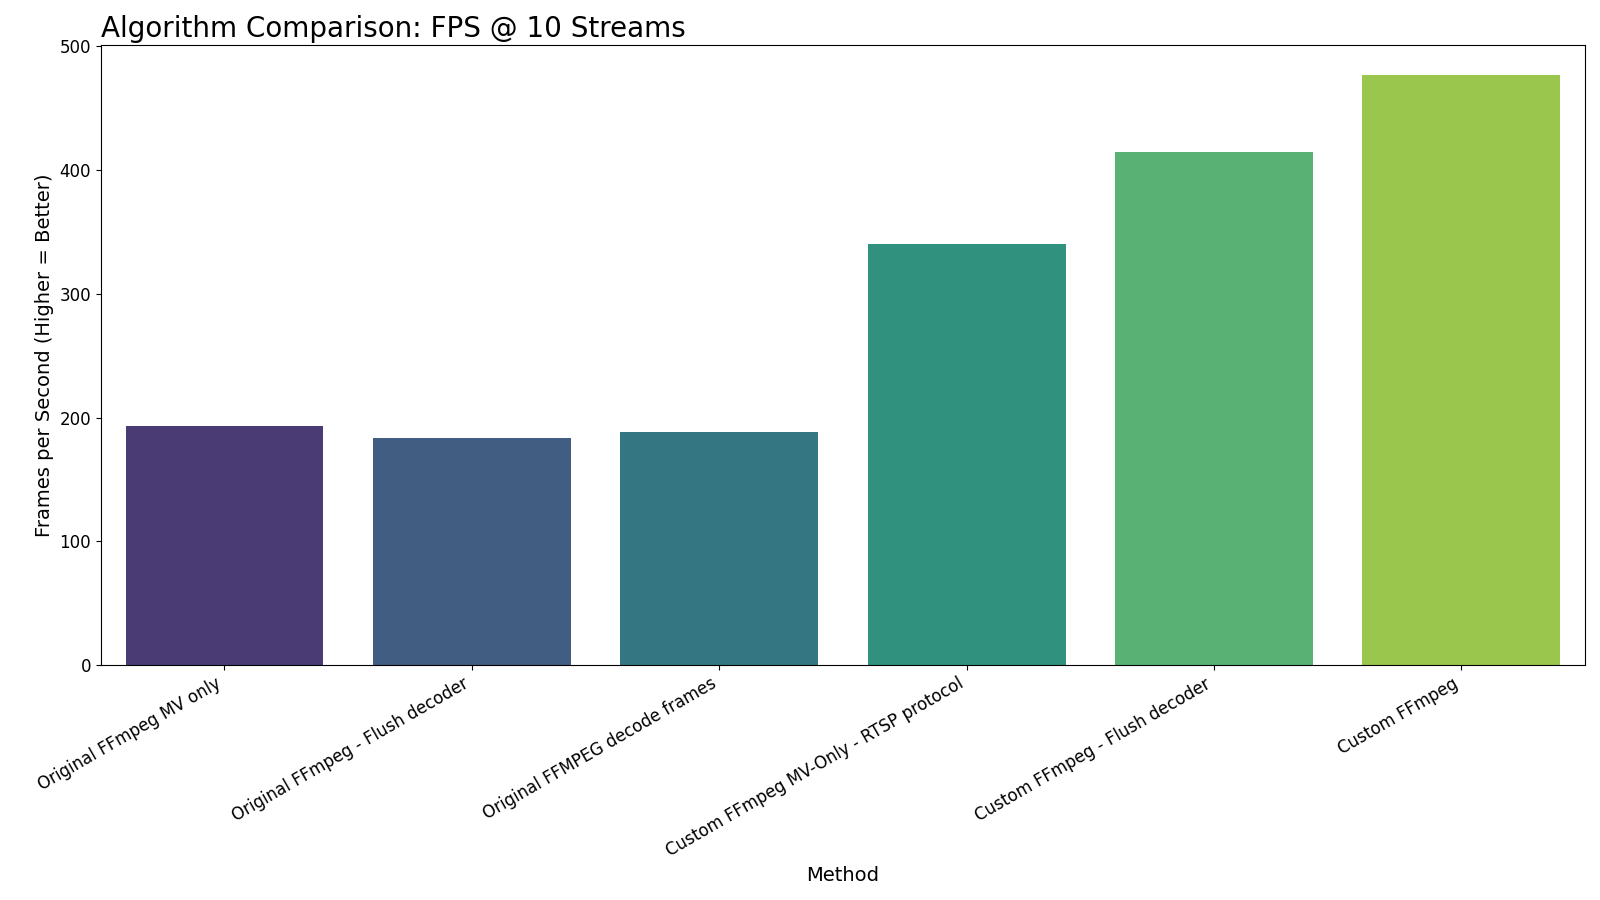 Algorithm Comparison: FPS @ 10 Streams
Frames per Second (Higher = Better)
500
400
300
200
100
0
Original FFmpeg MV only
Original FFmpeg - Flush decoder
Original FFMPEG decode frames
Custom FFmpeg MV-Only - RTSP protocol
Custom FFmpeg - Flush decoder
Custom FFmpeg
Method